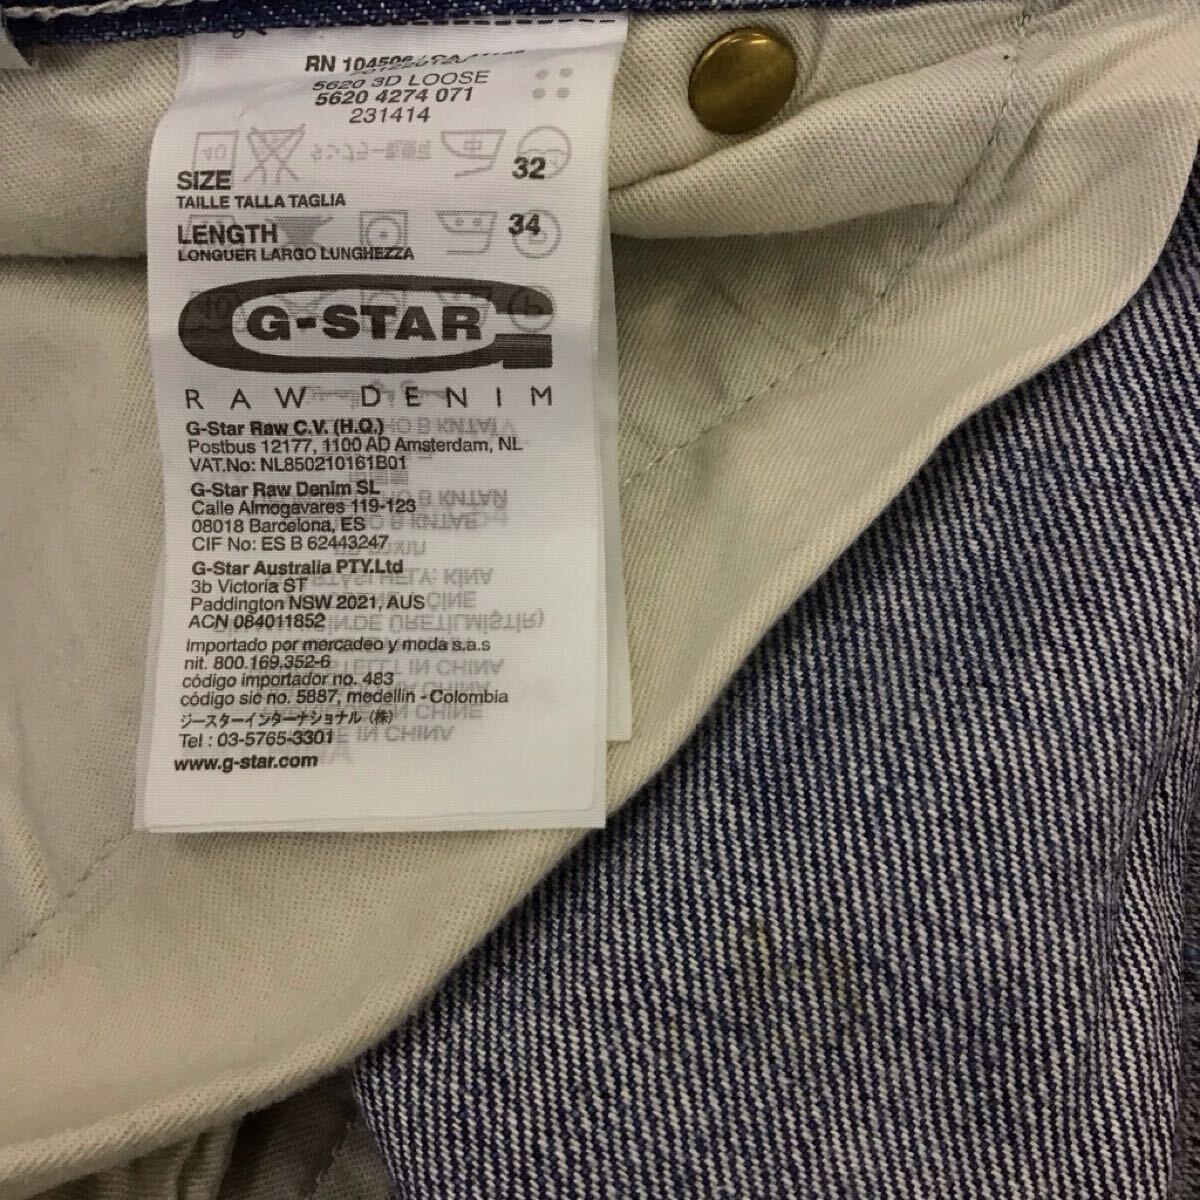 RN 104506 / CA
5620 3D LOOSE
5620 4274 071
231414
SIZE 32
TAILLE TALLA TAGLIA
LENGTH 34
LONGUER LARGO LUNGHEZZA
G-STAR
RAW DENIM
G-Star Raw C.V. (H.Q.)
Postbus 12177, 1100 AD Amsterdam, NL
VAT.No: NL850210161B01
G-Star Raw Denim SL
Calle Almogavares 119-123
08018 Barcelona, ES
CIF No: ES B 62443247
G-Star Australia PTY.Ltd
3b Victoria ST
Paddington NSW 2021, AUS
ACN 084011852
Importado por mercadeo y moda s.a.s
nit. 800.169.352-6
código importador no. 483
código sic no. 5887, medellin - Colombia
ジースターインターナショナル（株）
Tel : 03-5765-3301
www.g-star.com